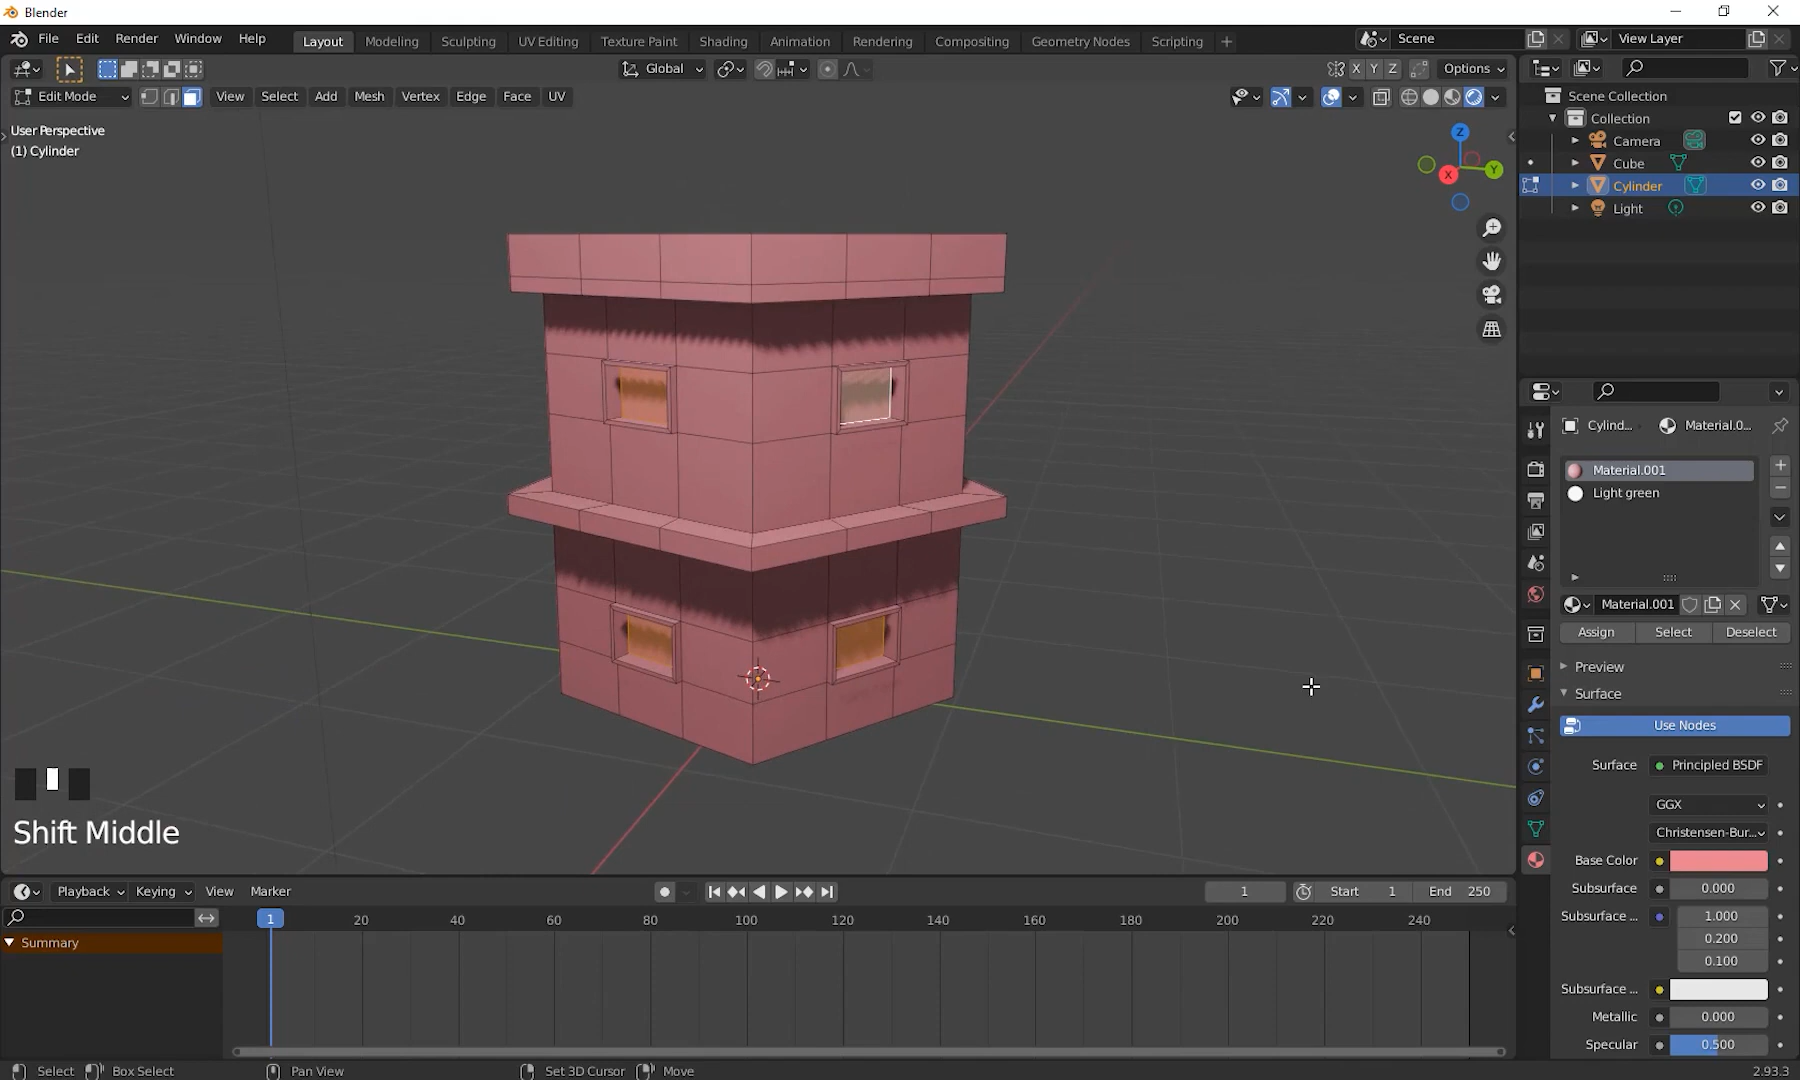 Blender
File Edit Render Window Help Layout Modeling Sculpting UV Editing Texture Paint Shading Animation Rendering Compositing Geometry Nodes Scripting + Scene View Layer
Global X Y Z Options
Edit Mode View Select Add Mesh Vertex Edge Face UV
User Perspective
(1) Cylinder
Z
Y
X
Scene Collection
Collection
Camera
Cube
Cylinder
Light
Cylind... Material.0...
Material.001
Light green
Material.001
Assign Select Deselect
Preview
Surface
Use Nodes
Surface Principled BSDF
GGX
Christensen-Bur...
Base Color
Subsurface 0.000
Subsurface ... 1.000
0.200
0.100
Subsurface ...
Metallic 0.000
Specular 0.500
Shift Middle
Playback Keying View Marker 1 Start 1 End 250
1 20 40 60 80 100 120 140 160 180 200 220 240
Summary
Select Box Select Pan View Set 3D Cursor Move 2.93.3